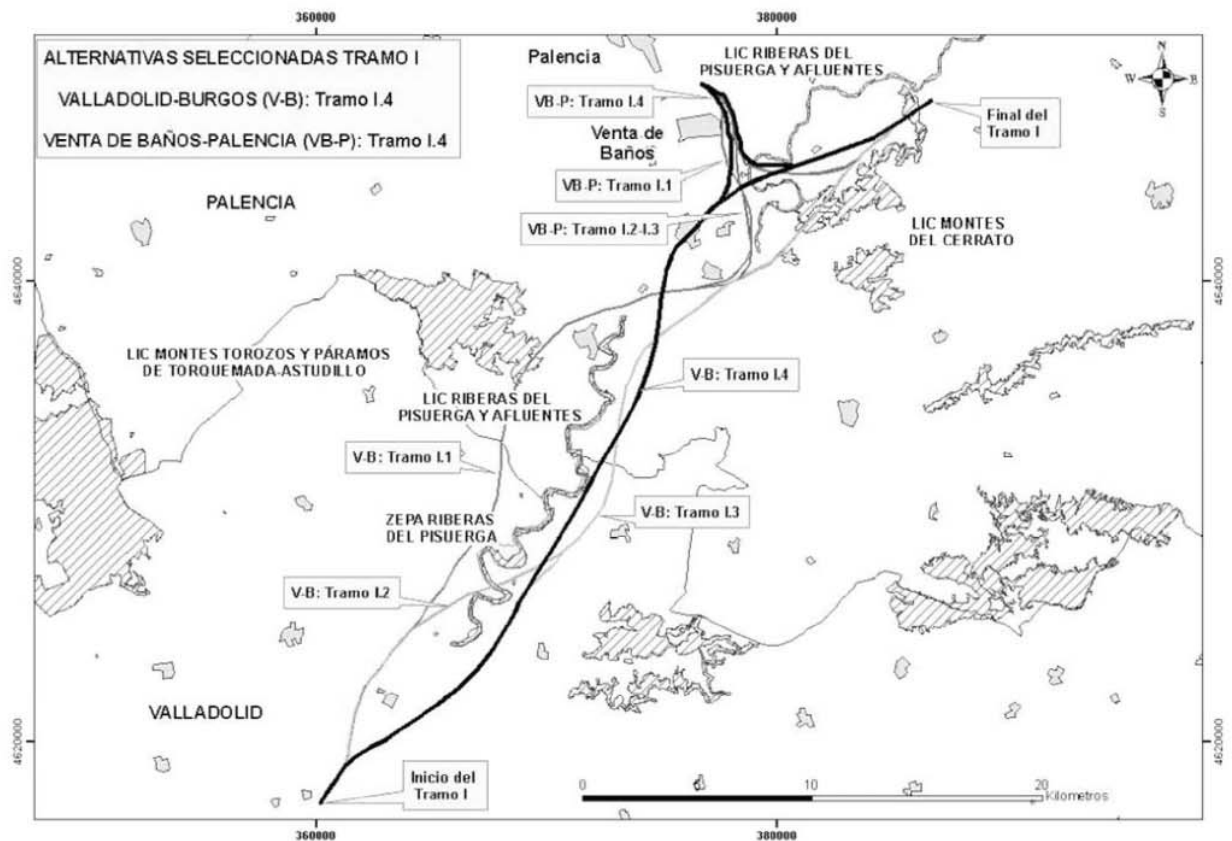 360000
380000
ALTERNATIVAS SELECCIONADAS TRAMO I
VALLADOLID-BURGOS (V-B): Tramo I.4
VENTA DE BAÑOS-PALENCIA (VB-P): Tramo I.4
Palencia
LIC RIBERAS DEL
PISUERGA Y AFLUENTES
N
W
E
S
VB-P: Tramo I.4
Final del
Tramo I
Venta de
Baños
VB-P: Tramo I.1
PALENCIA
VB-P: Tramo I.2-I.3
LIC MONTES
DEL CERRATO
4640000
4640000
LIC MONTES TOROZOS Y PÁRAMOS
DE TORQUEMADA-ASTUDILLO
V-B: Tramo I.4
LIC RIBERAS DEL
PISUERGA Y AFLUENTES
V-B: Tramo I.1
V-B: Tramo I.3
ZEPA RIBERAS
DEL PISUERGA
V-B: Tramo I.2
VALLADOLID
4620000
4620000
Inicio del
Tramo I
0
10
20
Kilometros
360000
380000